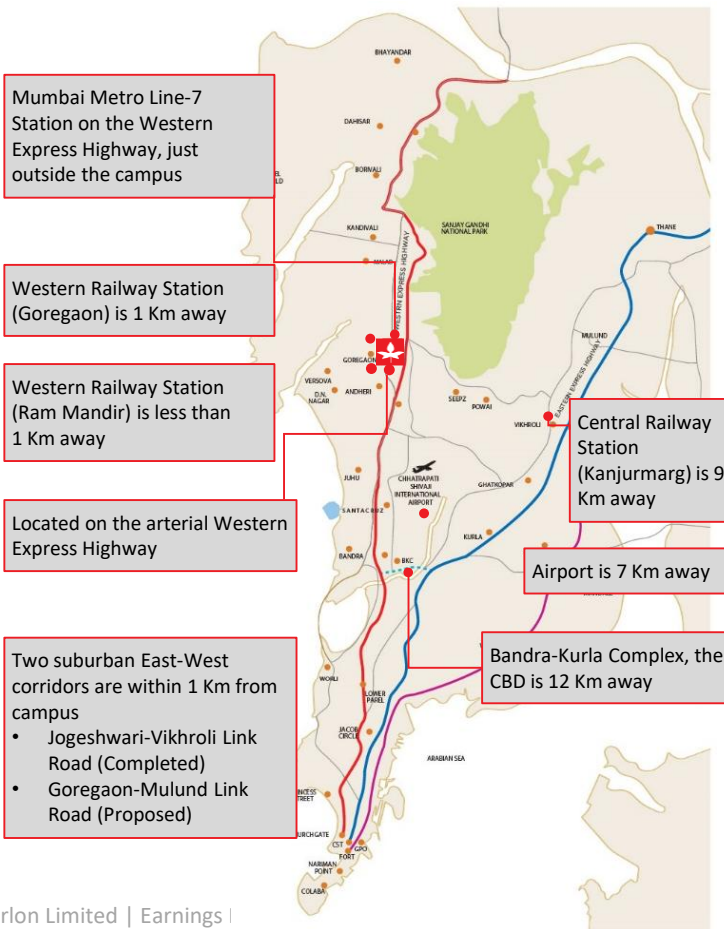 BHAYANDAR
Mumbai Metro Line-7
Station on the Western
Express Highway, just
outside the campus
DAHISAR
BORIVALI
SANJAY GANDHI
NATIONAL PARK
KANDIVALI
THANE
WESTERN EXPRESS HIGHWAY
Western Railway Station
(Goregaon) is 1 Km away
MULUND
GOREGAON
EASTERN EXPRESS HIGHWAY
VERSOVA
D.N.
NAGAR
ANDHERI
SEEPZ
POWAI
VIKHROLI
Western Railway Station
(Ram Mandir) is less than
1 Km away
Central Railway
Station
(Kanjurmarg) is 9
Km away
JUHU
CHHATRAPATI
SHIVAJI
INTERNATIONAL
AIRPORT
GHATKOPAR
Located on the arterial Western
Express Highway
SANTACRUZ
KURLA
BANDRA
BKC
Airport is 7 Km away
Bandra-Kurla Complex, the
CBD is 12 Km away
Two suburban East-West
corridors are within 1 Km from
campus
• Jogeshwari-Vikhroli Link
Road (Completed)
• Goregaon-Mulund Link
Road (Proposed)
WORLI
LOWER
PAREL
JACOB
CIRCLE
ARABIAN SEA
CST
GPO
FORT
NARIMAN
POINT
COLABA
rlon Limited | Earnings